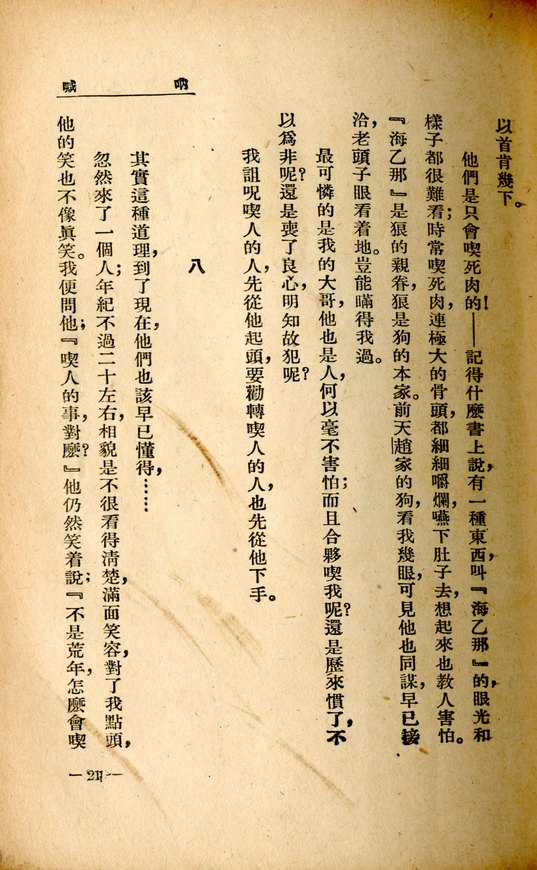 吶喊
以首肯幾下。
他們是只會喫死肉的！——記得什麼書上說，有一種東西，叫『海乙那』的，眼光和
樣子都很難看；時常喫死肉，連極大的骨頭，都細細嚼爛，嚥下肚子去，想起來也教人害怕。
『海乙那』是狼的親眷，狼是狗的本家。前天趙家的狗，看我幾眼，可見他也同謀，早已接
洽，老頭子眼看着地。豈能瞞得我過。
最可憐的是我的大哥，他也是人，何以毫不害怕；而且合夥喫我呢？還是歷來慣了，不
以爲非呢？還是喪了良心，明知故犯呢？
我詛呪喫人的人，先從他起頭，要勸轉喫人的人，也先從他下手。
八
其實這種道理，到了現在，他們也該早已懂得，……
忽然來了一個人；年紀不過二十左右，相貌是不很看得清楚，滿面笑容，對了我點頭，
他的笑也不像眞笑。我便問他；『喫人的事，對麼？』他仍然笑着說；『不是荒年，怎麼會喫
— 21 —